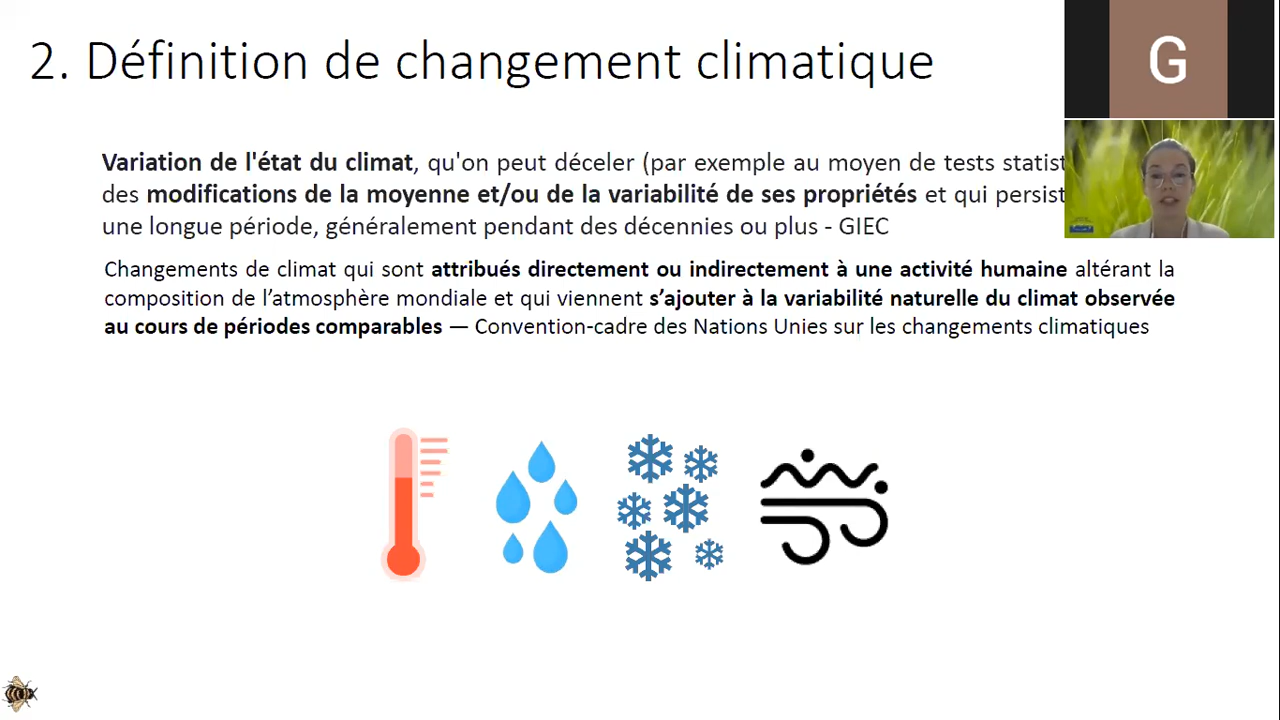 2. Définition de changement climatique
G
Variation de l'état du climat, qu'on peut déceler (par exemple au moyen de tests
des modifications de la moyenne et/ou de la variabilité de ses propriétés et qui
une longue période, généralement pendant des décennies ou plus - GIEC
Changements de climat qui sont attribués directement ou indirectement à une activité humaine altérant la
composition de l’atmosphère mondiale et qui viennent s’ajouter à la variabilité naturelle du climat observée
au cours de périodes comparables — Convention-cadre des Nations Unies sur les changements climatiques